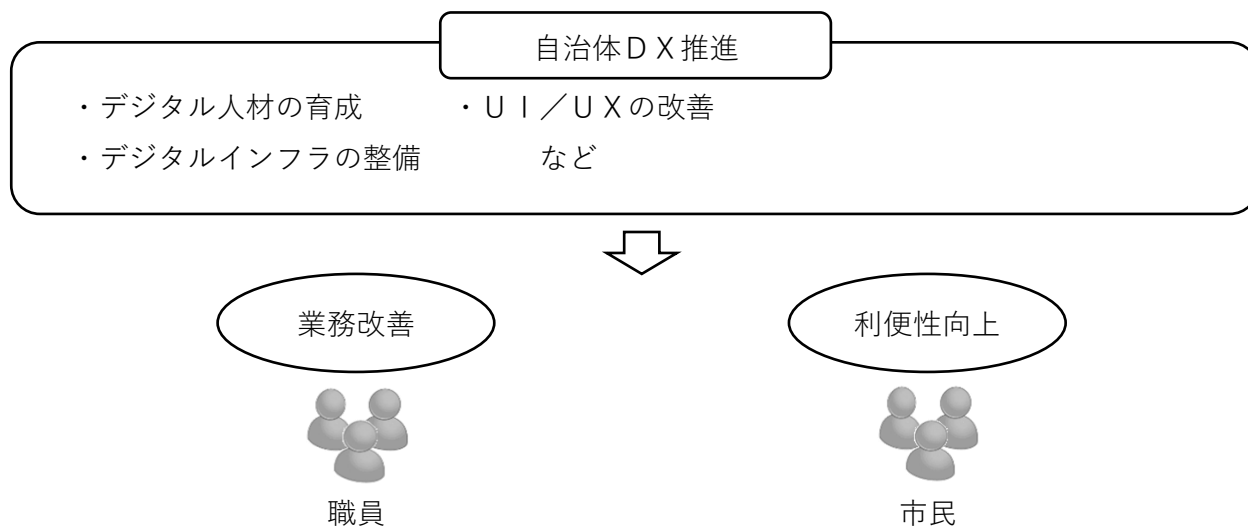 自治体ＤＸ推進
・デジタル人材の育成　・ＵＩ／ＵＸの改善
・デジタルインフラの整備　など
業務改善　利便性向上
職員　市民